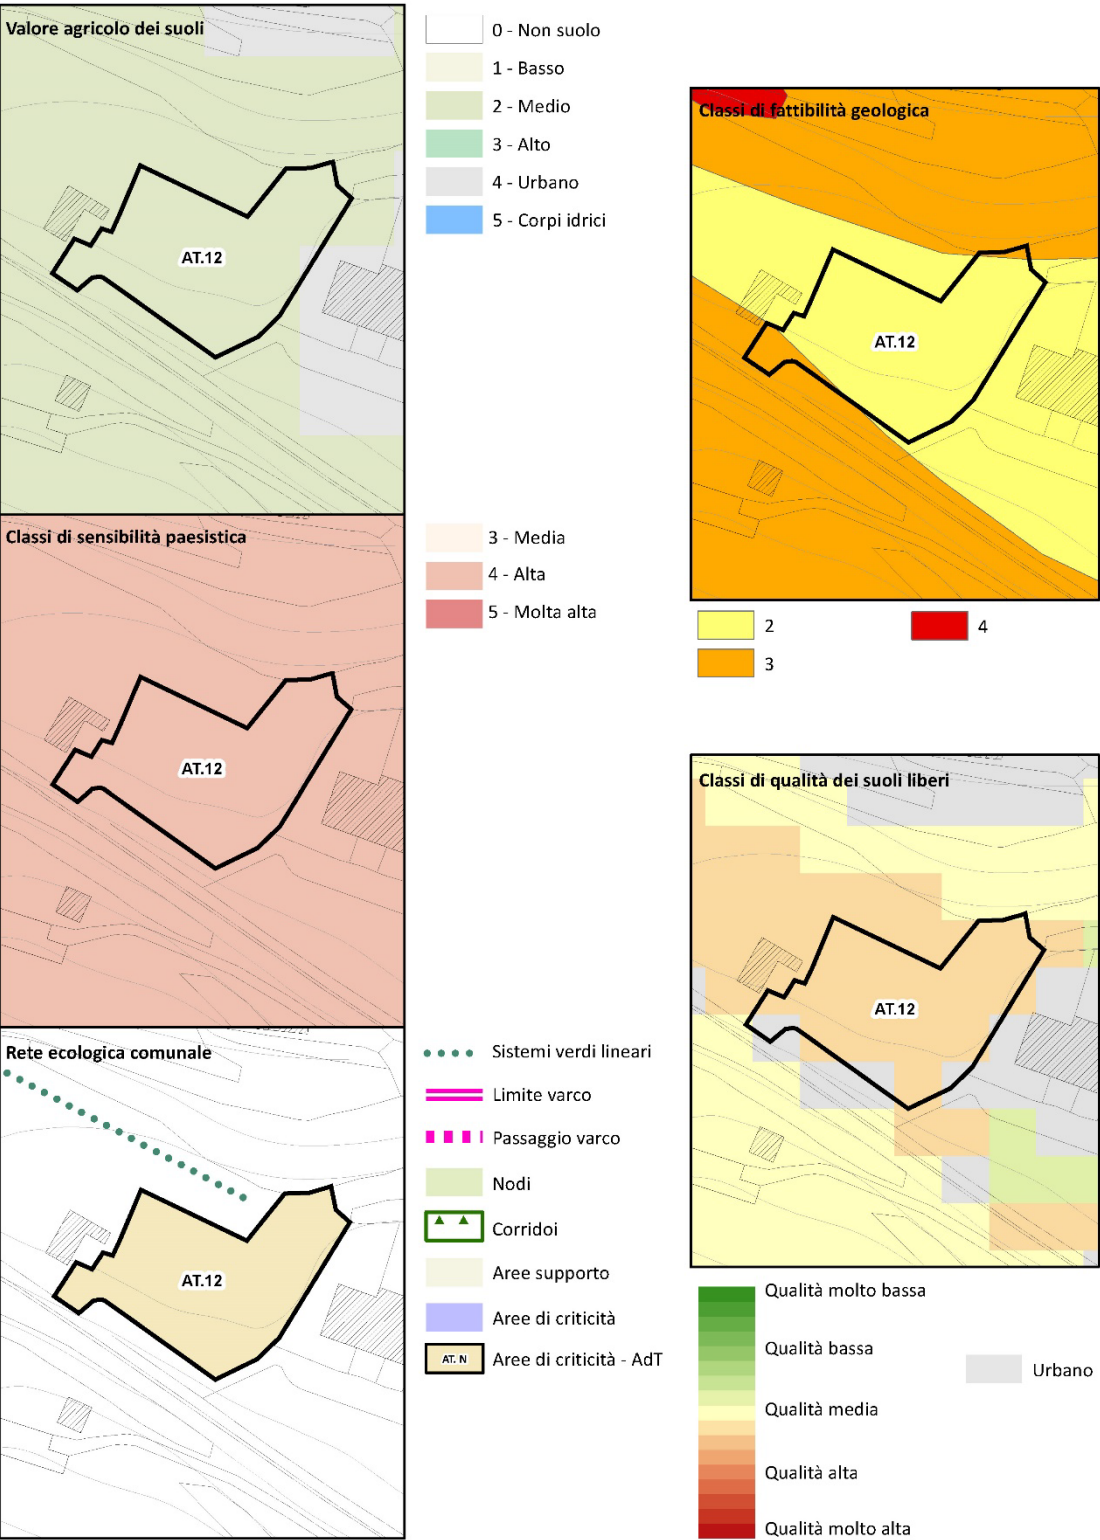 Valore agricolo dei suoli
AT.12
0 - Non suolo
1 - Basso
2 - Medio
3 - Alto
4 - Urbano
5 - Corpi idrici
Classi di fattibilità geologica
AT.12
2
3
4
Classi di sensibilità paesistica
AT.12
3 - Media
4 - Alta
5 - Molta alta
Classi di qualità dei suoli liberi
AT.12
Qualità molto bassa
Qualità bassa
Qualità media
Qualità alta
Qualità molto alta
Urbano
Rete ecologica comunale
AT.12
Sistemi verdi lineari
Limite varco
Passaggio varco
Nodi
Corridoi
Aree supporto
Aree di criticità
AT. N Aree di criticità - AdT